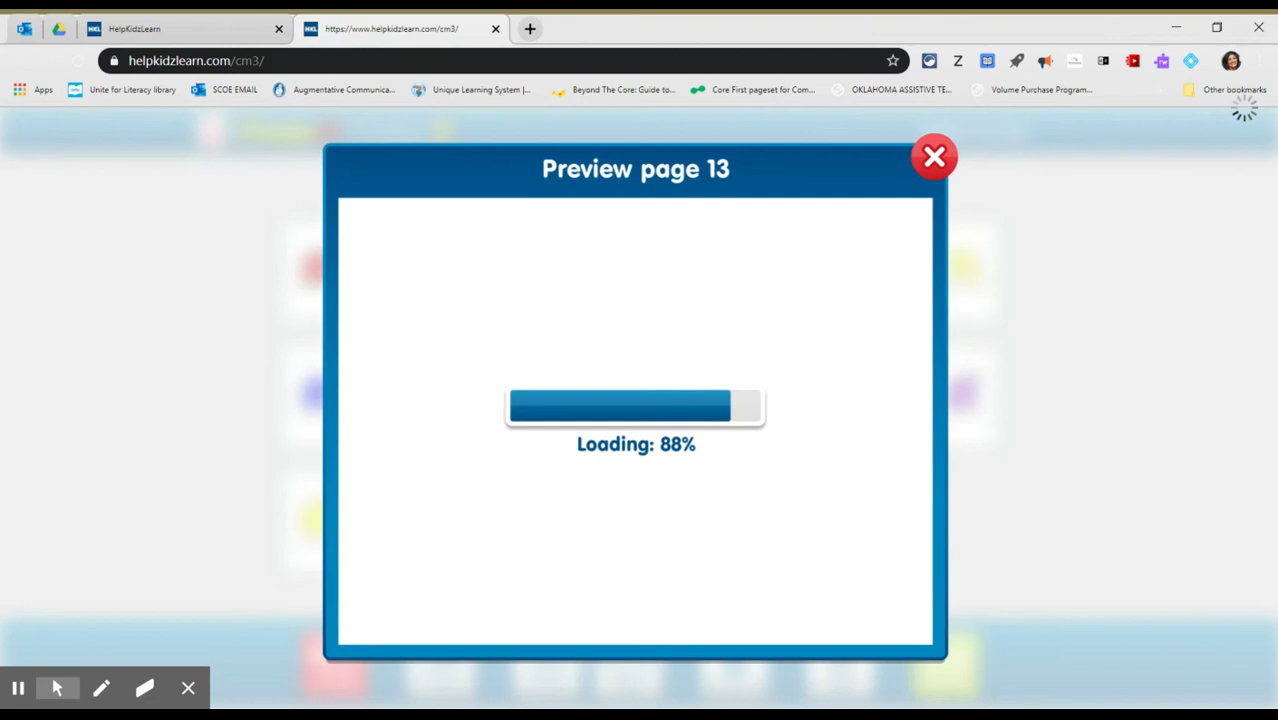 HKL HelpKidzLearn
HKL https://www.helpkidzlearn.com/cm3/
helpkidzlearn.com/cm3/
Apps
Unite for Literacy library
SCOE EMAIL
Augmentative Communica...
Unique Learning System |...
Beyond The Core: Guide to...
Core First pageset for Com...
OKLAHOMA ASSISTIVE TE...
Volume Purchase Program...
Other bookmarks
Preview page 13
Loading: 88%